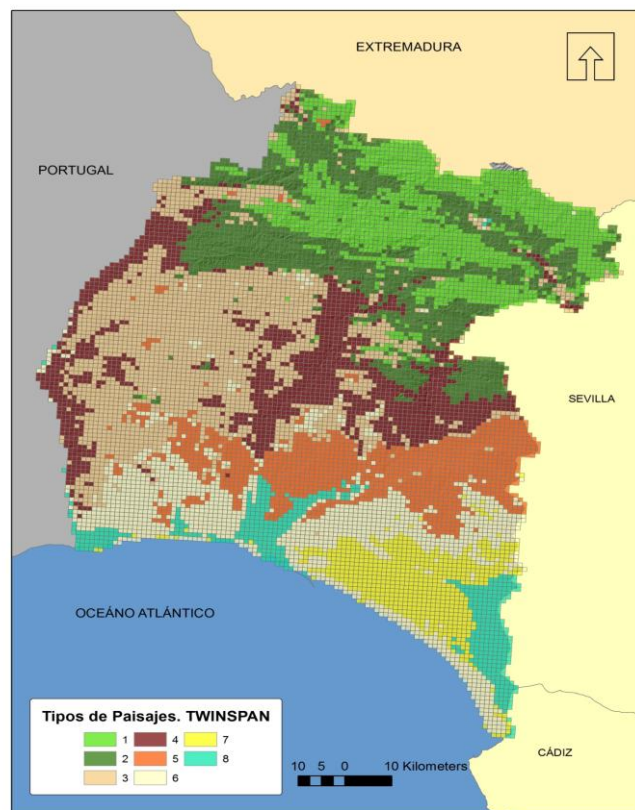 EXTREMADURA
PORTUGAL
SEVILLA
OCEÁNO ATLÁNTICO
CÁDIZ
Tipos de Paisajes. TWINSPAN
1 4 7
2 5 8
3 6
10 5 0 10 Kilometers